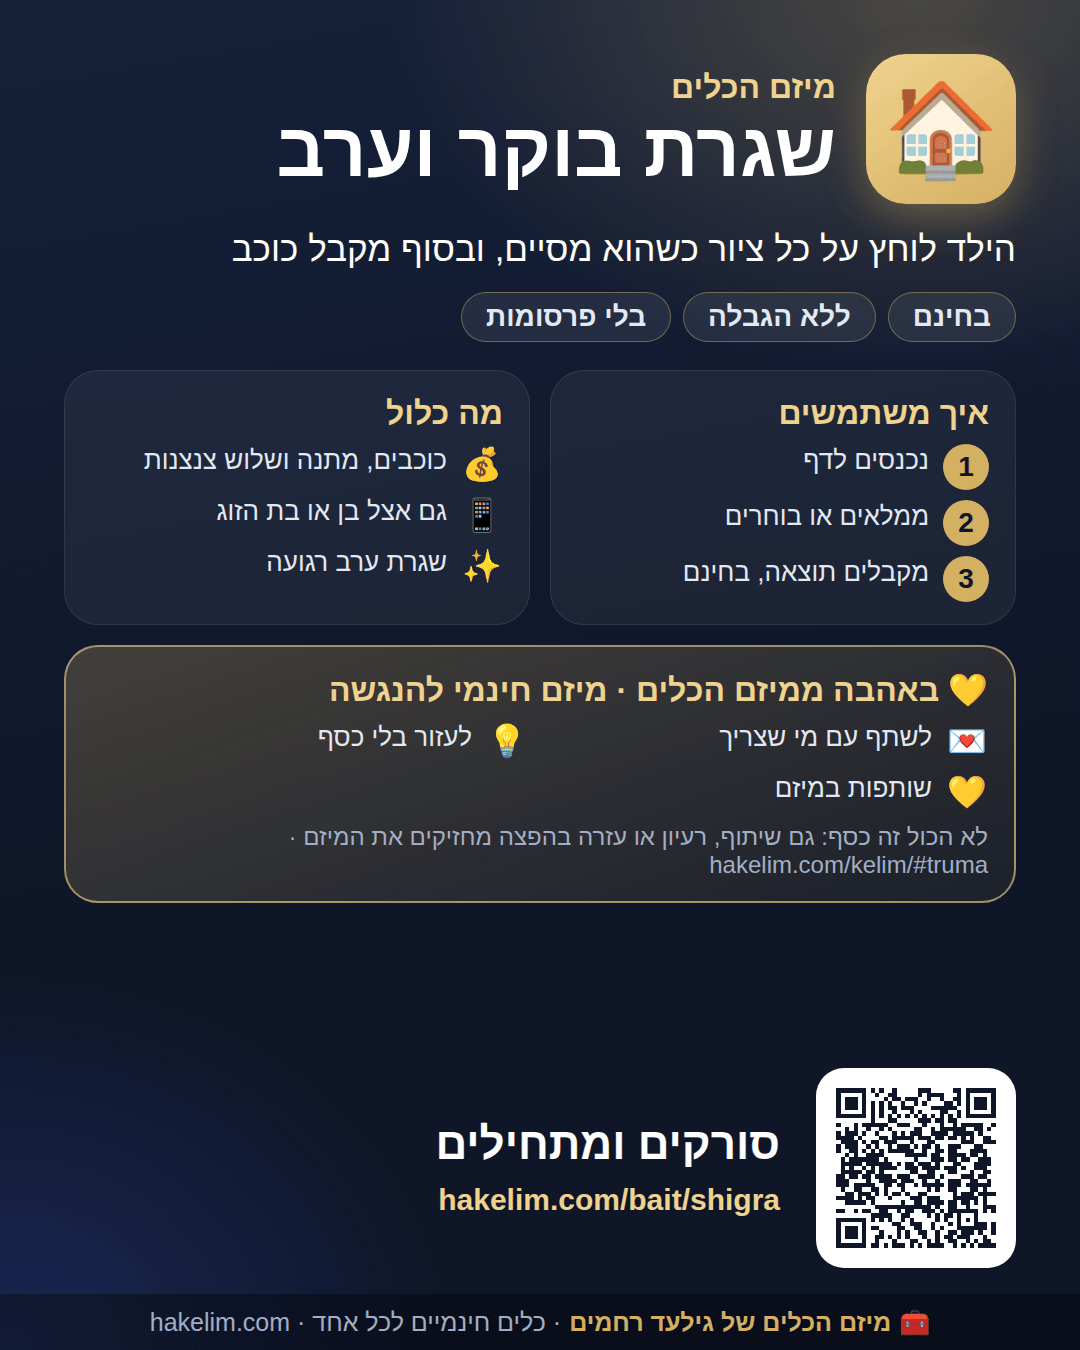 מיזם הכלים
שגרת בוקר וערב
הילד לוחץ על כל ציור כשהוא מסיים, ובסוף מקבל כוכב
בחינם
ללא הגבלה
בלי פרסומות
איך משתמשים
1 נכנסים לדף
2 ממלאים או בוחרים
3 מקבלים תוצאה, בחינם
מה כלול
כוכבים, מתנה ושלוש צנצנות
גם אצל בן או בת הזוג
שגרת ערב רגועה
באהבה ממיזם הכלים · מיזם חינמי להנגשה
לשתף עם מי שצריך
לעזור בלי כסף
שותפות במיזם
לא הכול זה כסף: גם שיתוף, רעיון או עזרה בהפצה מחזיקים את המיזם ·
hakelim.com/kelim/#truma
סורקים ומתחילים
hakelim.com/bait/shigra
מיזם הכלים של גילעד רחמים · כלים חינמיים לכל אחד · hakelim.com